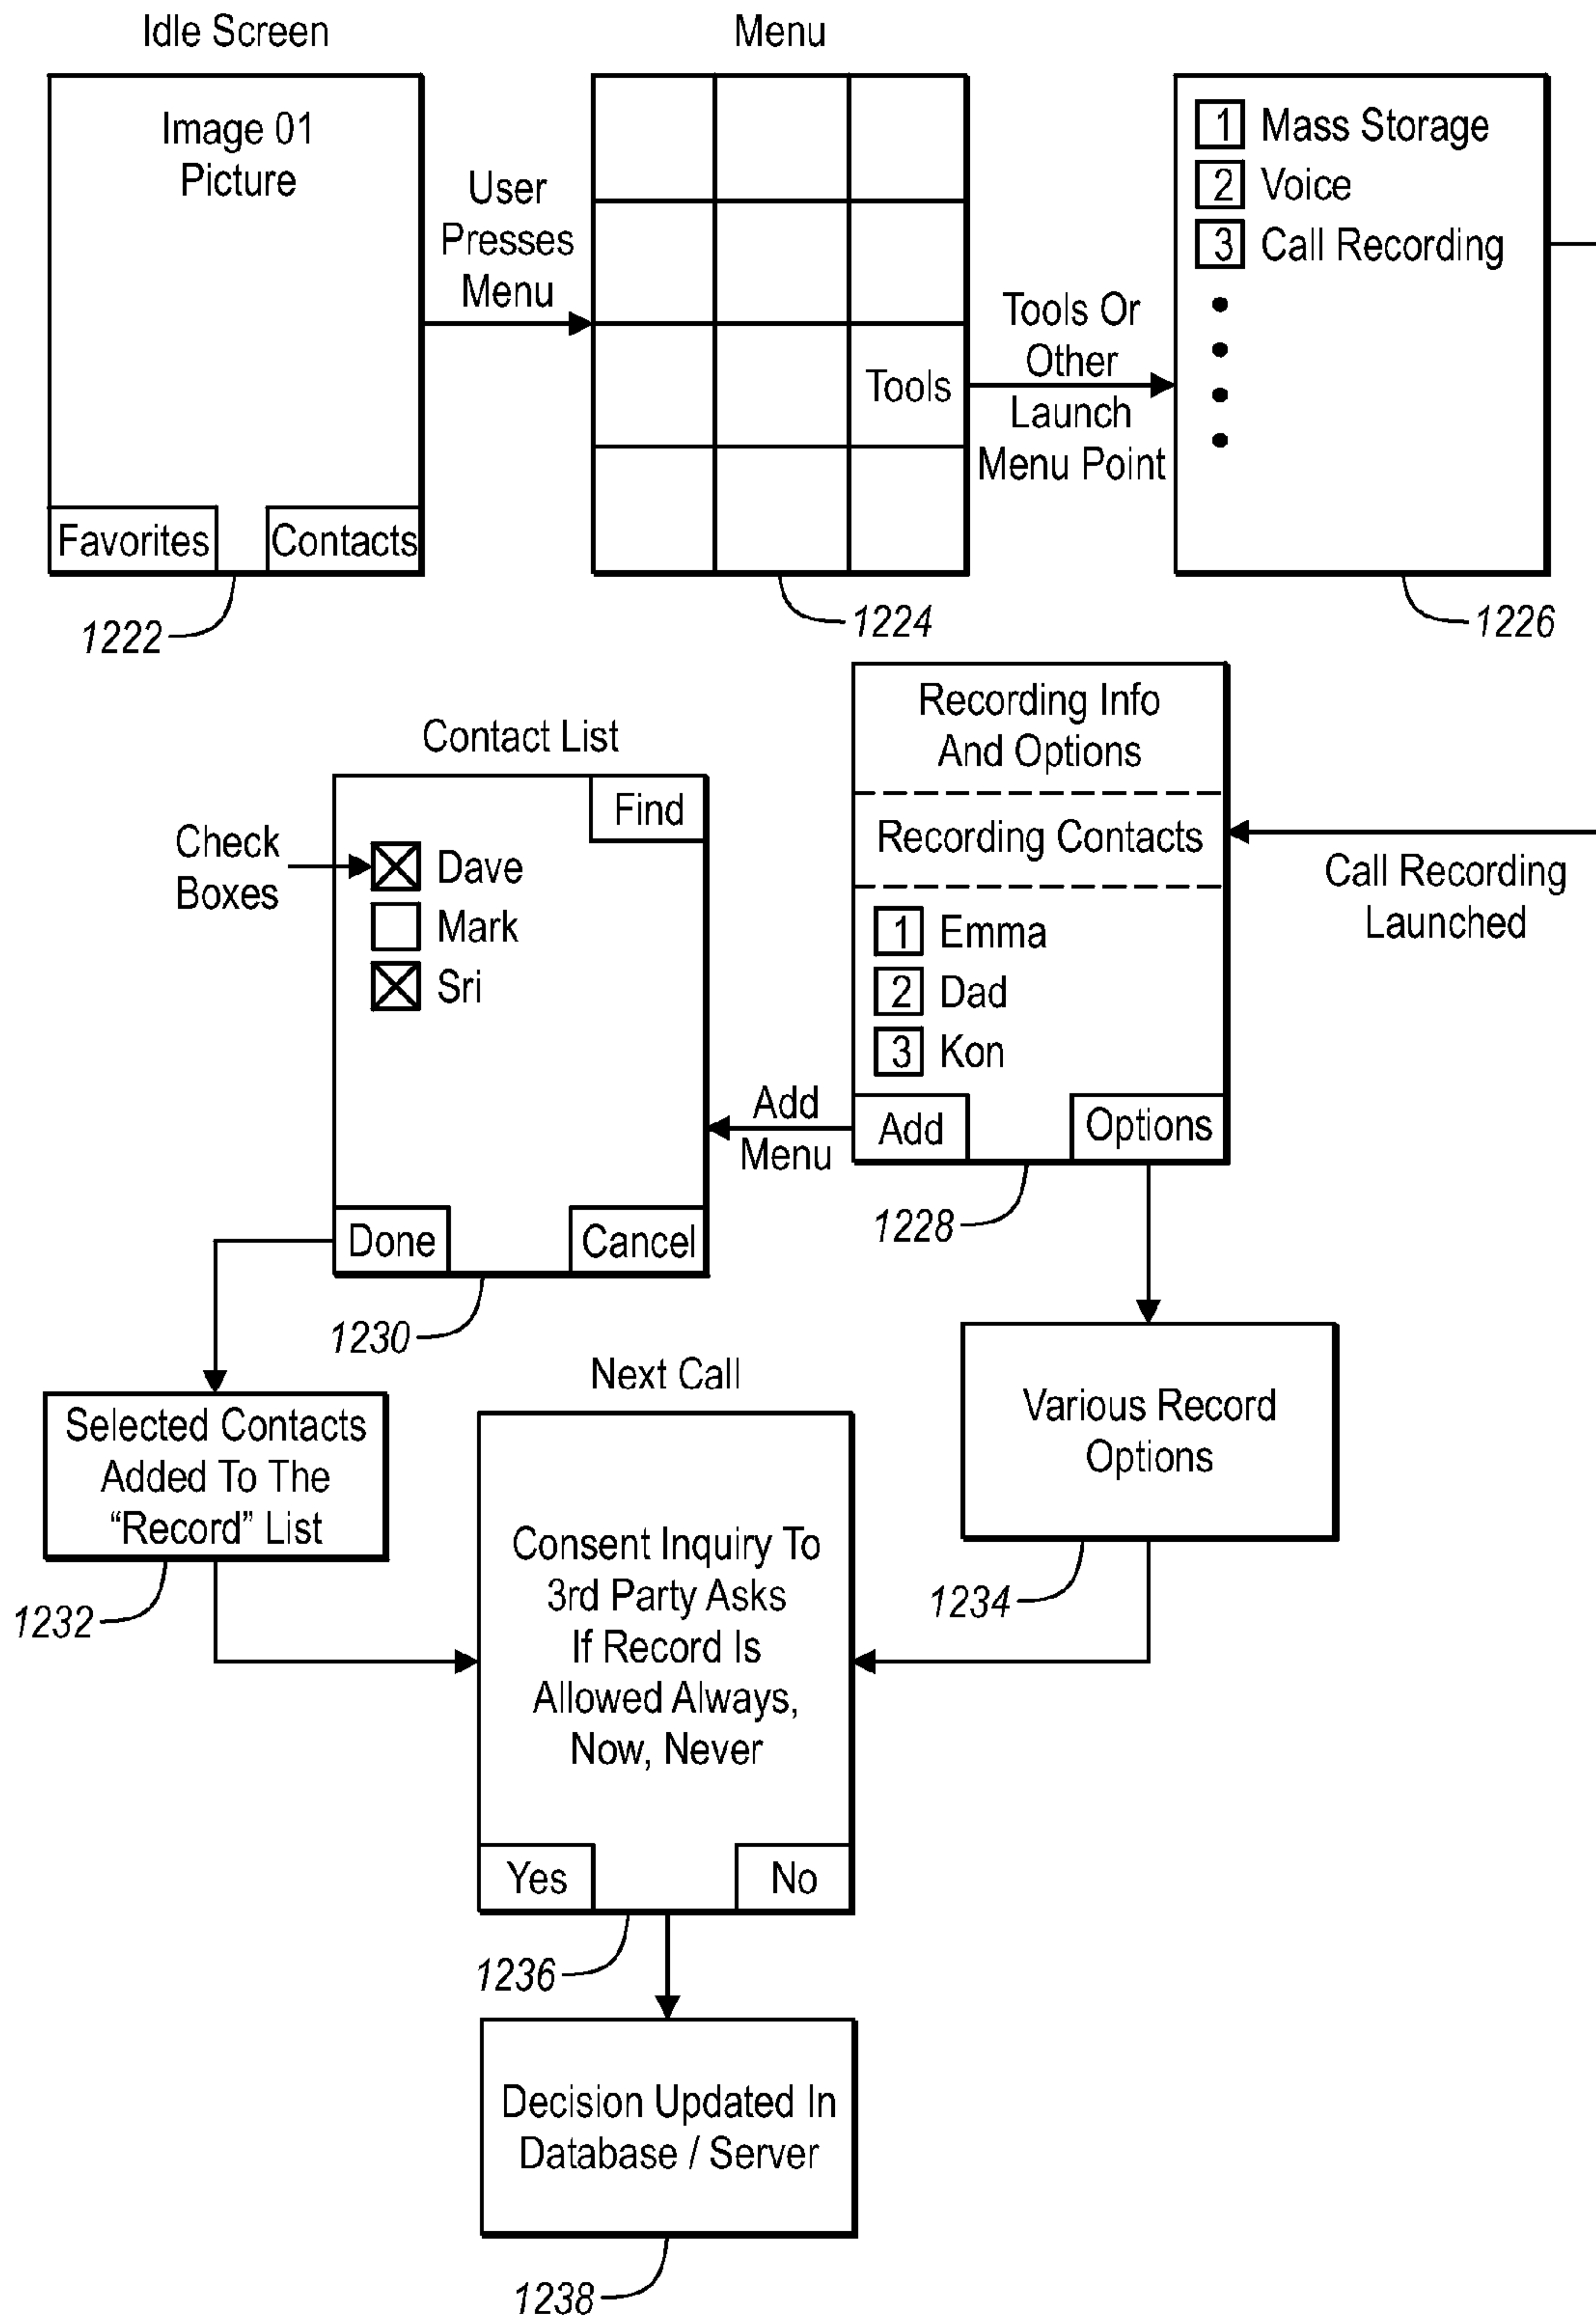 Idle Screen
Image 01
Picture
Favorites
Contacts
1222
User
Presses
Menu
Menu
Tools
1224
Tools Or
Other
Launch
Menu Point
1 Mass Storage
2 Voice
3 Call Recording
1226
Call Recording
Launched
Recording Info
And Options
Recording Contacts
1 Emma
2 Dad
3 Kon
Add
Options
1228
Add
Menu
Contact List
Find
Check
Boxes
Dave
Mark
Sri
Done
Cancel
1230
Selected Contacts
Added To The
“Record” List
1232
Various Record
Options
1234
Next Call
Consent Inquiry To
3rd Party Asks
If Record Is
Allowed Always,
Now, Never
Yes
No
1236
Decision Updated In
Database / Server
1238